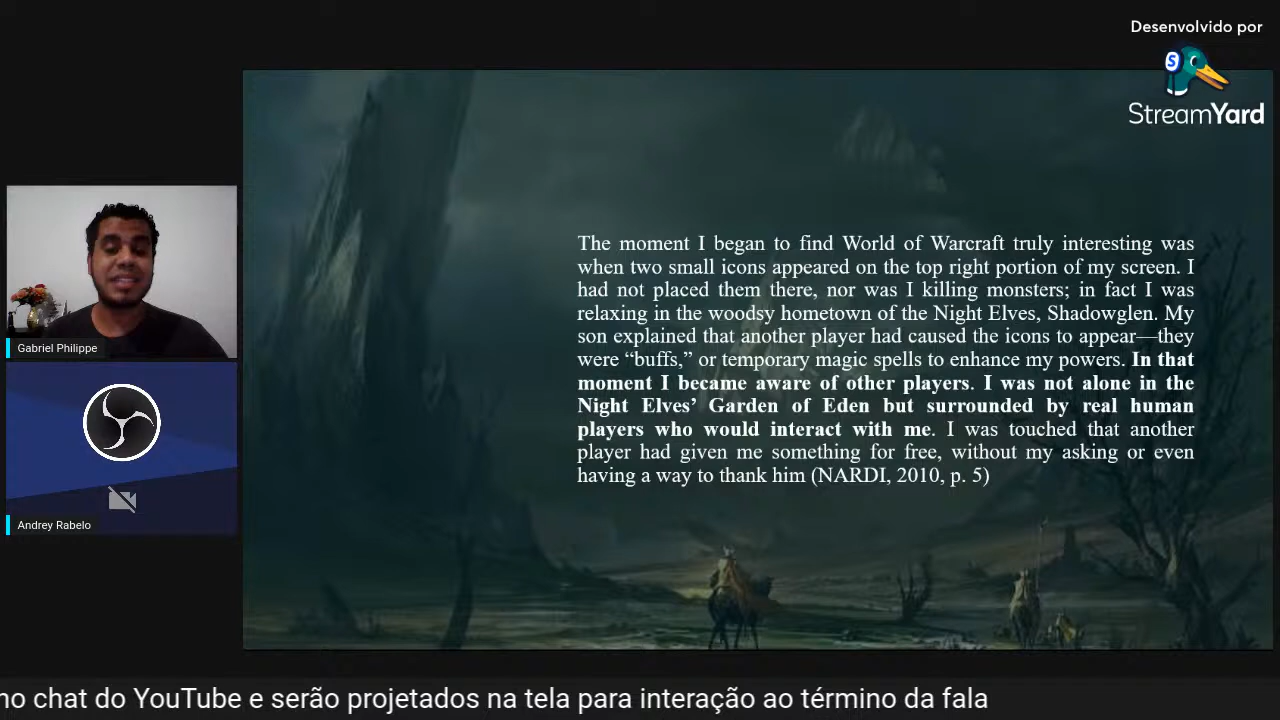 Desenvolvido por
StreamYard
The moment I began to find World of Warcraft truly interesting was
when two small icons appeared on the top right portion of my screen. I
had not placed them there, nor was I killing monsters; in fact I was
relaxing in the woodsy hometown of the Night Elves, Shadowglen. My
son explained that another player had caused the icons to appear—they
were “buffs,” or temporary magic spells to enhance my powers. In that
moment I became aware of other players. I was not alone in the
Night Elves’ Garden of Eden but surrounded by real human
players who would interact with me. I was touched that another
player had given me something for free, without my asking or even
having a way to thank him (NARDI, 2010, p. 5)
Gabriel Philippe
Andrey Rabelo
no chat do YouTube e serão projetados na tela para interação ao término da fala